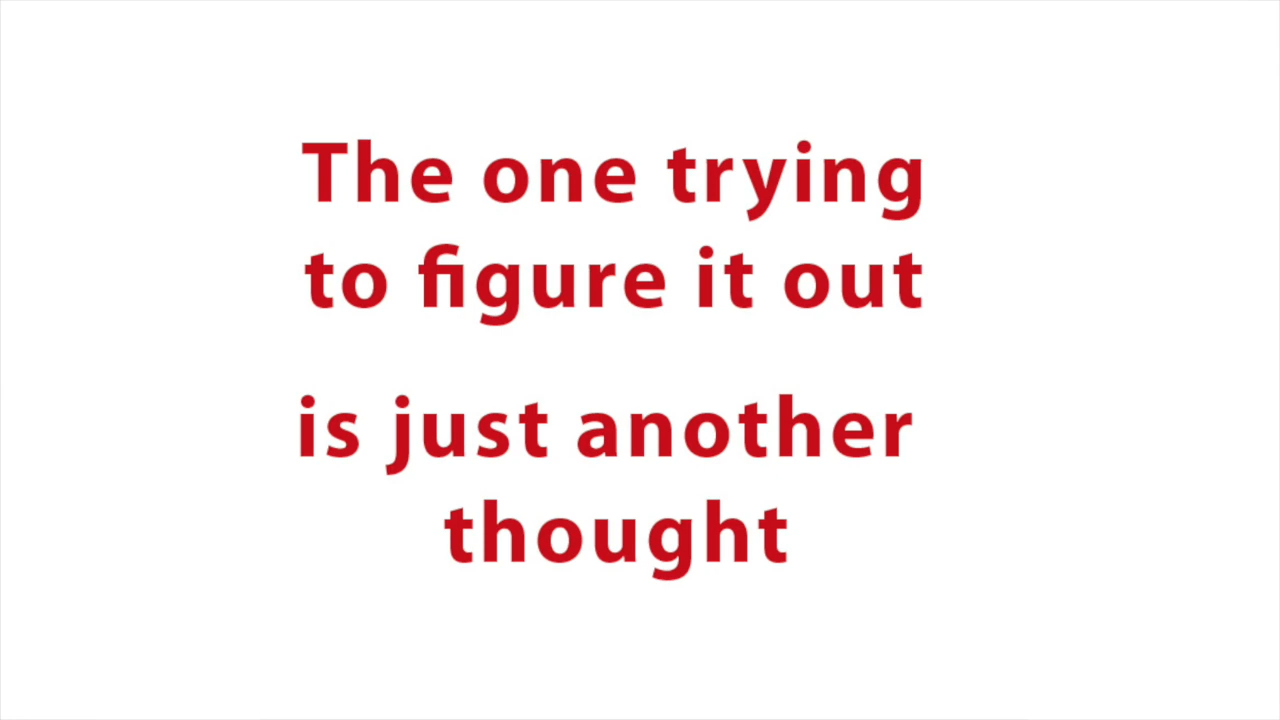 The one trying
to figure it out
is just another
thought